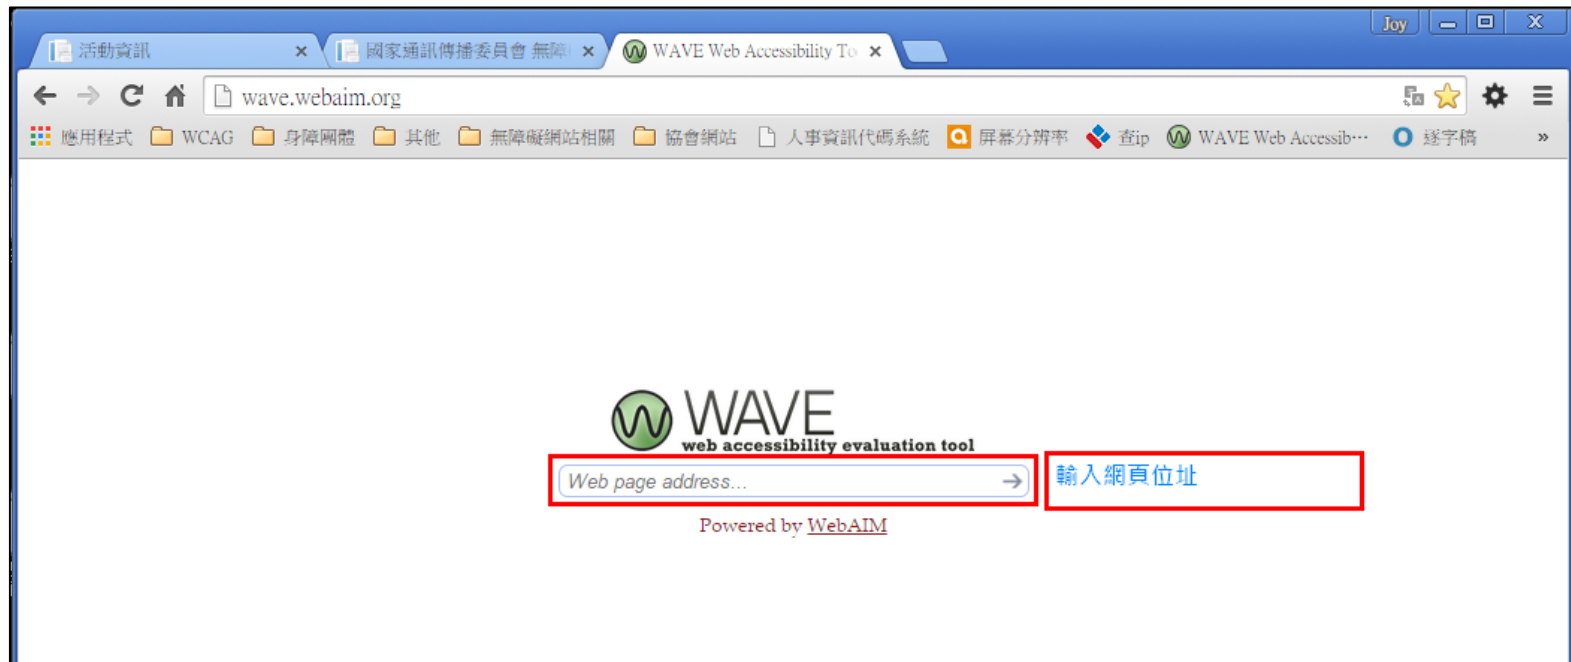 Joy
活動資訊
國家通訊傳播委員會 無障
WAVE Web Accessibility To
wave.webaim.org
應用程式 WCAG 身障團體 其他 無障礙網站相關 協會網站 人事資訊代碼系統 屏幕分辨率 查ip WAVE Web Accessib… 逐字稿 »
WAVE
web accessibility evaluation tool
Web page address...
輸入網頁位址
Powered by WebAIM